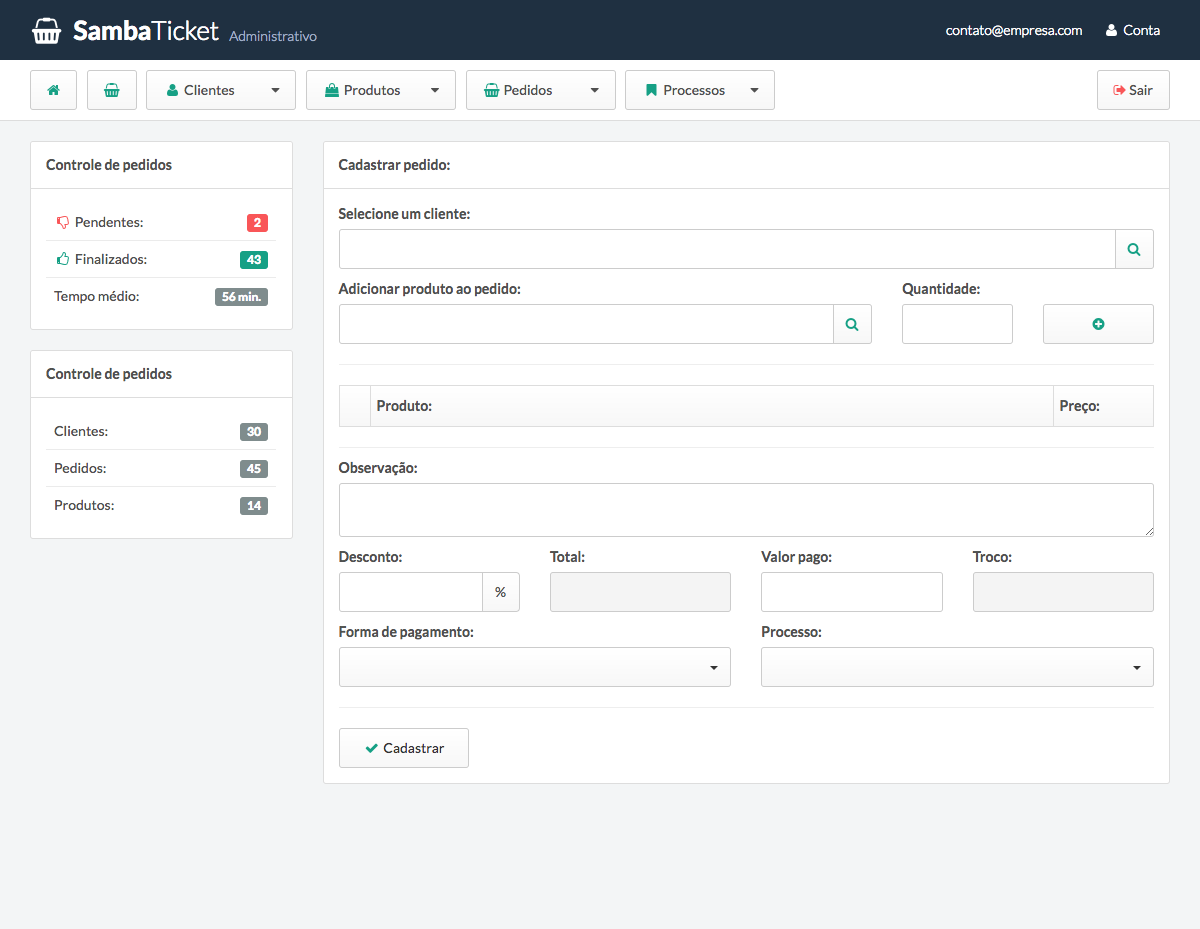 SambaTicket Administrativo
contato@empresa.com Conta
Clientes Produtos Pedidos Processos Sair
Controle de pedidos
Pendentes: 2
Finalizados: 43
Tempo médio: 56 min.
Controle de pedidos
Clientes: 30
Pedidos: 45
Produtos: 14
Cadastrar pedido:
Selecione um cliente:
Adicionar produto ao pedido: Quantidade:
Produto: Preço:
Observação:
Desconto: Total: Valor pago: Troco:
%
Forma de pagamento: Processo:
Cadastrar